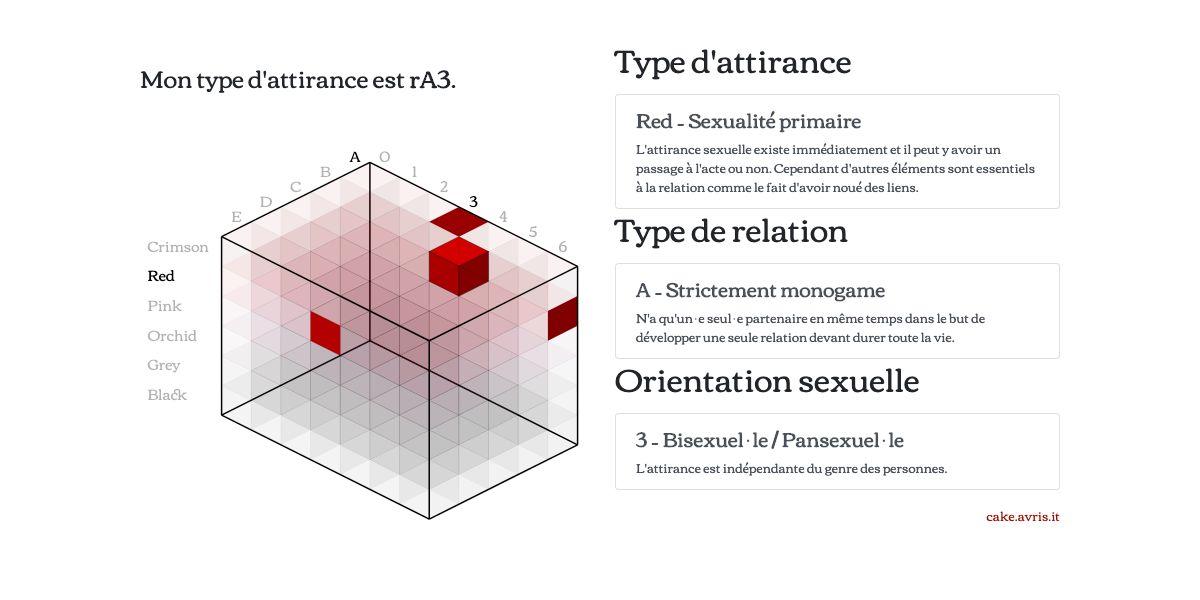 Mon type d'attirance est rA3.
A
0
B
1
C
2
D
3
E
4
5
6
Crimson
Red
Pink
Orchid
Grey
Black
Type d'attirance
Red - Sexualité primaire
L'attirance sexuelle existe immédiatement et il peut y avoir un
passage à l'acte ou non. Cependant d'autres éléments sont essentiels
à la relation comme le fait d'avoir noué des liens.
Type de relation
A - Strictement monogame
N'a qu'un·e seul·e partenaire en même temps dans le but de
développer une seule relation devant durer toute la vie.
Orientation sexuelle
3 - Bisexuel·le / Pansexuel·le
L'attirance est indépendante du genre des personnes.
cake.avris.it